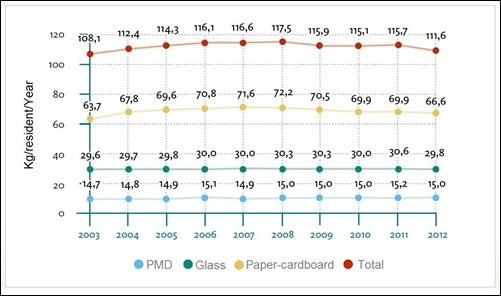 Kg/resident/Year
120
108,1 112,4 114,3 116,1 116,6 117,5 115,9 115,1 115,7 111,6
100
80
63,7 67,8 69,6 70,8 71,6 72,2 70,5 69,9 69,9 66,6
60
40
29,6 29,7 29,8 30,0 30,0 30,3 30,3 30,0 30,6 29,8
20
14,7 14,8 14,9 15,1 14,9 15,0 15,0 15,0 15,2 15,0
0
2003 2004 2005 2006 2007 2008 2009 2010 2011 2012
PMD Glass Paper-cardboard Total